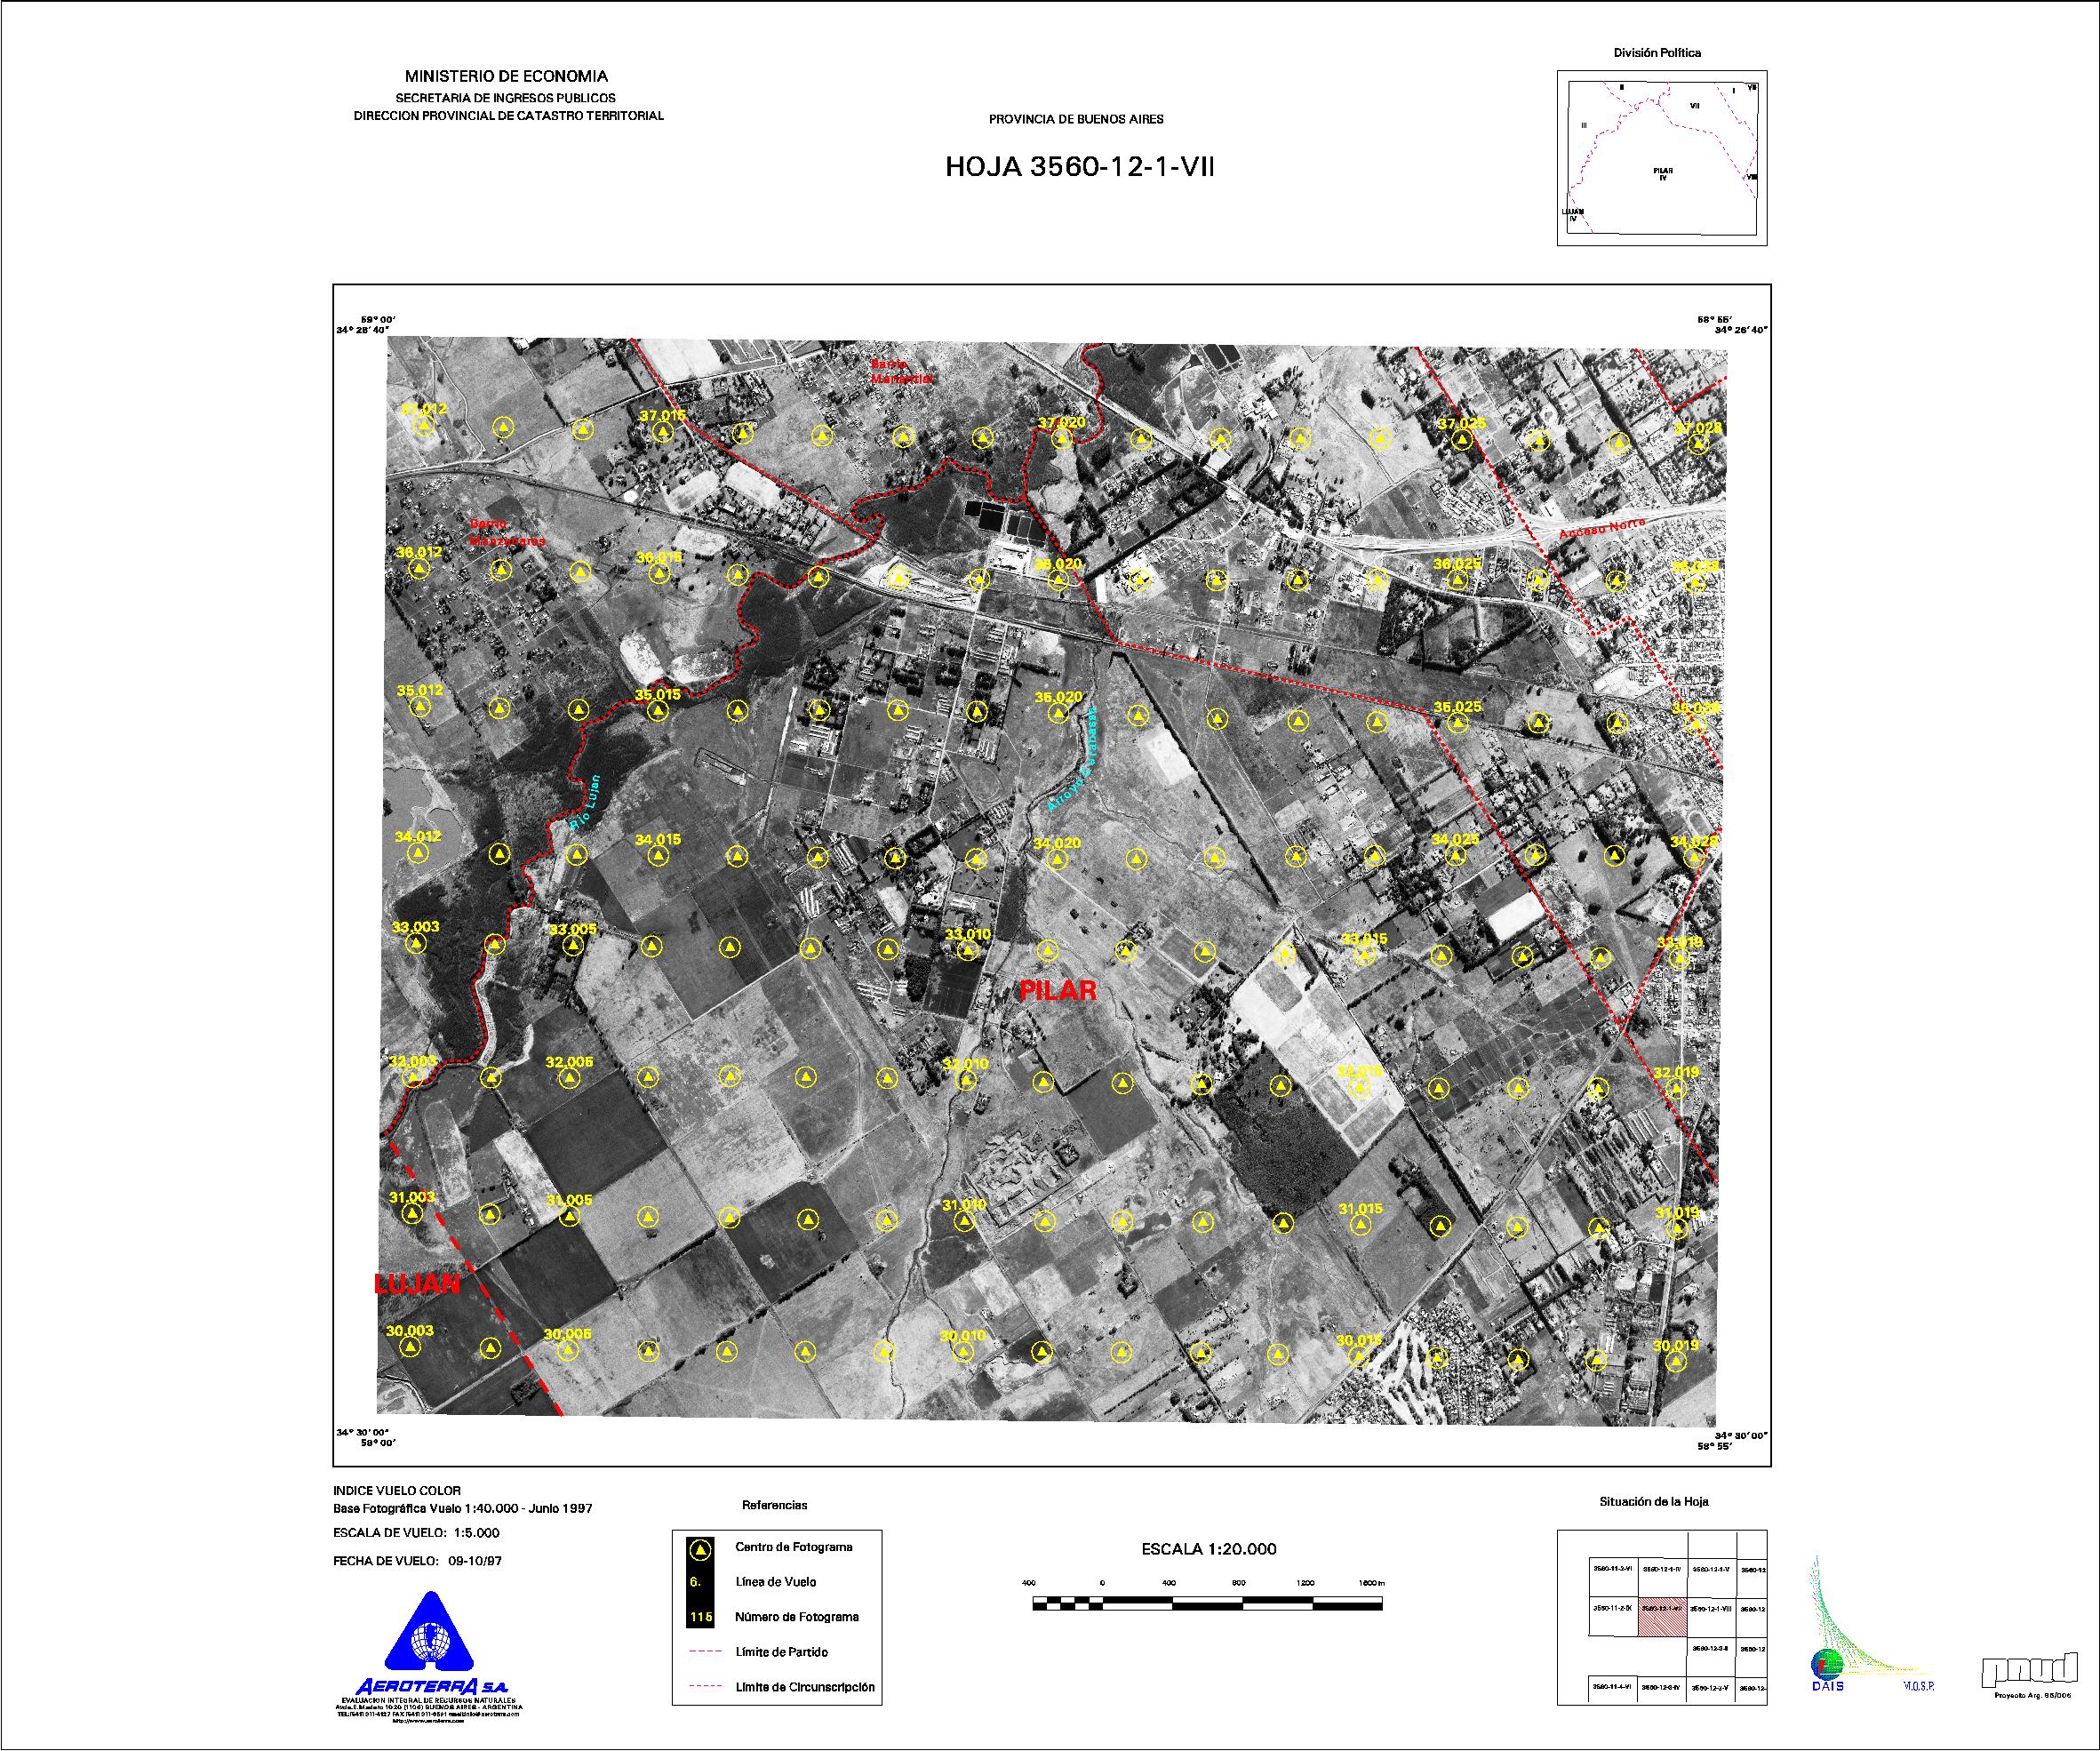 MINISTERIO DE ECONOMIA
SECRETARIA DE INGRESOS PUBLICOS
DIRECCION PROVINCIAL DE CATASTRO TERRITORIAL
PROVINCIA DE BUENOS AIRES
HOJA 3560-12-1-VII
División Política
II
I
VII
III
PILAR
IV
VIII
LUJAN
IV
59° 00'
34° 26' 40"
58° 55'
34° 26' 40"
Barrio
Manantial
37.012
37.015
37.020
37.025
37.028
Barrio
Manzanares
Acceso Norte
36.012
36.015
36.020
36.025
36.028
35.012
35.015
35.020
35.025
35.028
Río Lujan
Arroyo Carabassa
34.012
34.015
34.020
34.025
34.028
33.003
33.005
33.010
33.015
33.019
PILAR
32.003
32.005
32.010
32.015
32.019
31.003
31.005
31.010
31.015
31.019
LUJAN
30.003
30.005
30.010
30.015
30.019
34° 30' 00"
59° 00'
34° 30' 00"
58° 55'
INDICE VUELO COLOR
Base Fotográfica Vuelo 1:40.000 - Junio 1997
ESCALA DE VUELO: 1:5.000
FECHA DE VUELO: 09-10/97
AEROTERRA S.A.
EVALUACION INTEGRAL DE RECURSOS NATURALES
Referencias
Centro de Fotograma
6. Línea de Vuelo
115 Número de Fotograma
Límite de Partido
Límite de Circunscripción
ESCALA 1:20.000
400 0 400 800 1200 1600 m
Situación de la Hoja
3560-11-2-VI 3560-12-1-IV 3560-12-1-V 3560-12
3560-11-2-IX 3560-12-1-VII 3560-12-1-VIII 3560-12
3560-12-3-II 3560-12
3560-11-4-VI 3560-12-3-IV 3560-12-3-V 3560-12-
DAIS
M.O.S.P.
pnud